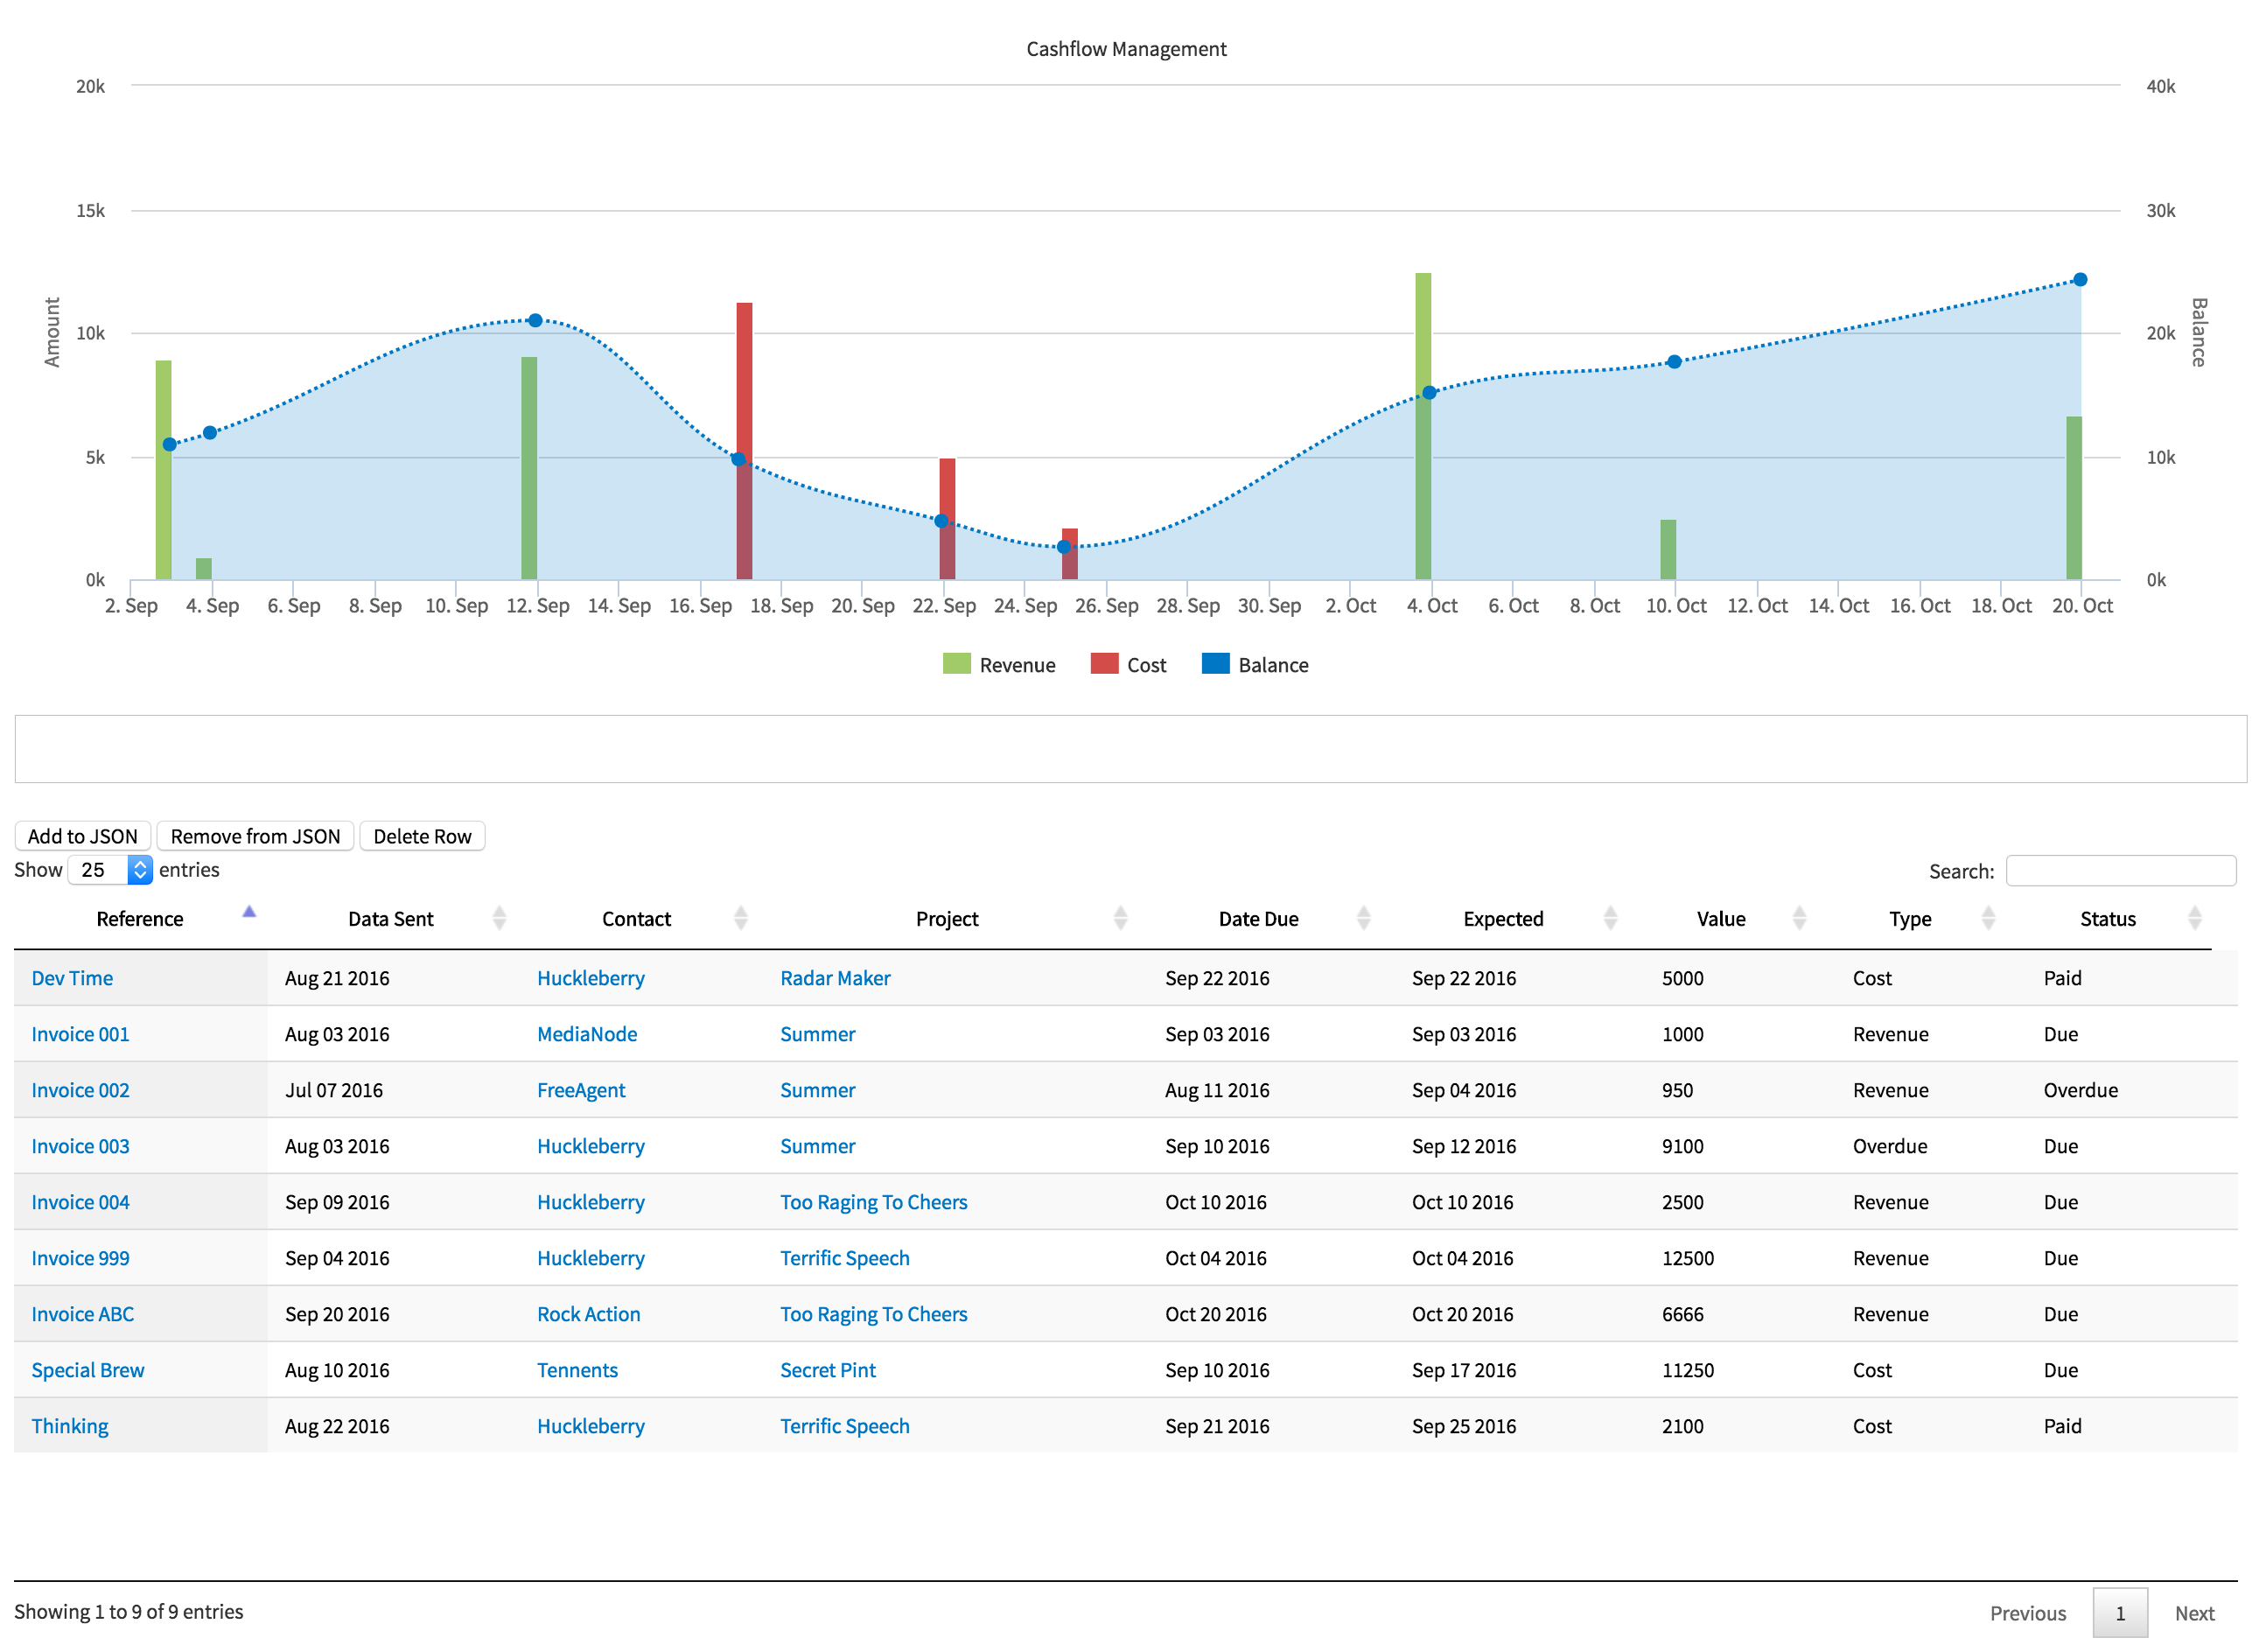 Cashflow Management
20k
15k
10k
5k
0k
Amount
40k
30k
20k
10k
0k
Balance
2. Sep 4. Sep 6. Sep 8. Sep 10. Sep 12. Sep 14. Sep 16. Sep 18. Sep 20. Sep 22. Sep 24. Sep 26. Sep 28. Sep 30. Sep 2. Oct 4. Oct 6. Oct 8. Oct 10. Oct 12. Oct 14. Oct 16. Oct 18. Oct 20. Oct
Revenue Cost Balance
Add to JSON Remove from JSON Delete Row
Show 25 entries Search:
Reference Data Sent Contact Project Date Due Expected Value Type Status
Dev Time Aug 21 2016 Huckleberry Radar Maker Sep 22 2016 Sep 22 2016 5000 Cost Paid
Invoice 001 Aug 03 2016 MediaNode Summer Sep 03 2016 Sep 03 2016 1000 Revenue Due
Invoice 002 Jul 07 2016 FreeAgent Summer Aug 11 2016 Sep 04 2016 950 Revenue Overdue
Invoice 003 Aug 03 2016 Huckleberry Summer Sep 10 2016 Sep 12 2016 9100 Overdue Due
Invoice 004 Sep 09 2016 Huckleberry Too Raging To Cheers Oct 10 2016 Oct 10 2016 2500 Revenue Due
Invoice 999 Sep 04 2016 Huckleberry Terrific Speech Oct 04 2016 Oct 04 2016 12500 Revenue Due
Invoice ABC Sep 20 2016 Rock Action Too Raging To Cheers Oct 20 2016 Oct 20 2016 6666 Revenue Due
Special Brew Aug 10 2016 Tennents Secret Pint Sep 10 2016 Sep 17 2016 11250 Cost Due
Thinking Aug 22 2016 Huckleberry Terrific Speech Sep 21 2016 Sep 25 2016 2100 Cost Paid
Showing 1 to 9 of 9 entries Previous 1 Next